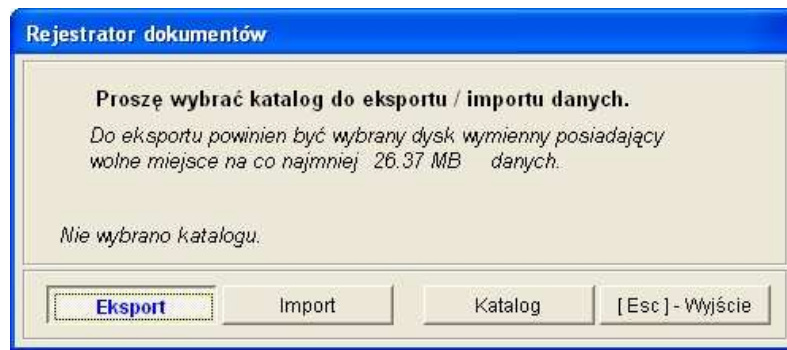 Rejestrator dokumentów
Proszę wybrać katalog do eksportu / importu danych.
Do eksportu powinien być wybrany dysk wymienny posiadający
wolne miejsce na co najmniej 26.37 MB danych.
Nie wybrano katalogu.
Eksport Import Katalog [ Esc ] - Wyjście